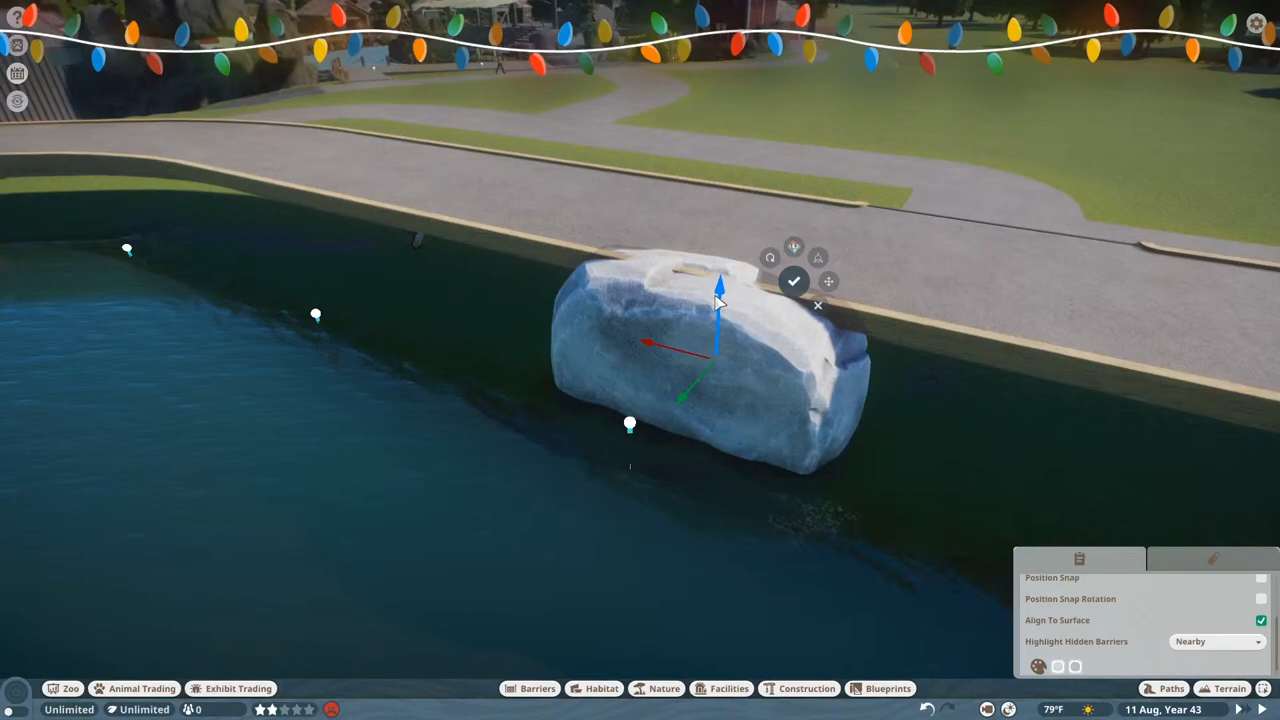 Position Snap
Position Snap Rotation
Align To Surface
Highlight Hidden Barriers Nearby
Zoo Animal Trading Exhibit Trading Barriers Habitat Nature Facilities Construction Blueprints Paths Terrain
Unlimited Unlimited 0 79°F 11 Aug, Year 43